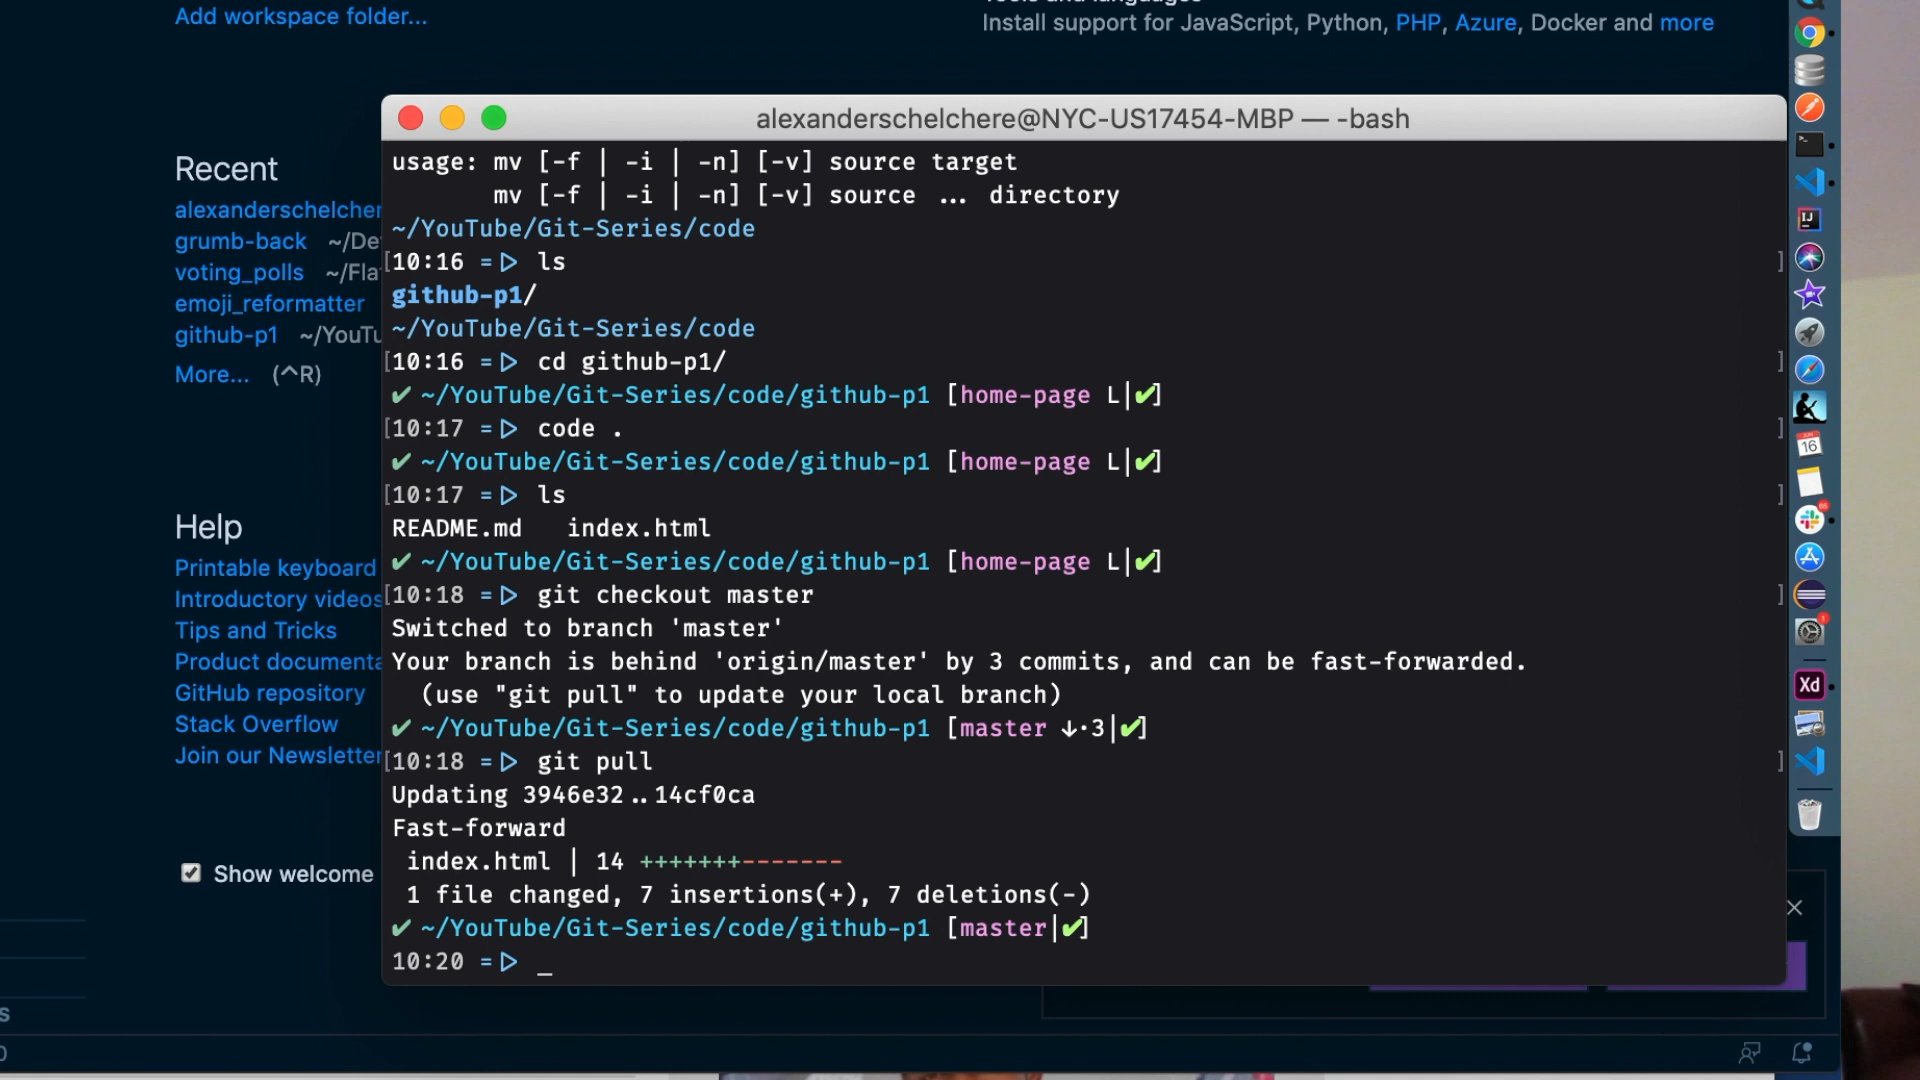 Add workspace folder...
Install support for JavaScript, Python, PHP, Azure, Docker and more
alexanderschelchere@NYC-US17454-MBP — -bash
usage: mv [-f | -i | -n] [-v] source target
mv [-f | -i | -n] [-v] source ... directory
~/YouTube/Git-Series/code
[10:16 =▷ ls ]
github-p1/
~/YouTube/Git-Series/code
[10:16 =▷ cd github-p1/ ]
✔ ~/YouTube/Git-Series/code/github-p1 [home-page L|✔]
[10:17 =▷ code . ]
✔ ~/YouTube/Git-Series/code/github-p1 [home-page L|✔]
[10:17 =▷ ls ]
README.md index.html
✔ ~/YouTube/Git-Series/code/github-p1 [home-page L|✔]
[10:18 =▷ git checkout master ]
Switched to branch 'master'
Your branch is behind 'origin/master' by 3 commits, and can be fast-forwarded.
(use "git pull" to update your local branch)
✔ ~/YouTube/Git-Series/code/github-p1 [master ↓·3|✔]
[10:18 =▷ git pull ]
Updating 3946e32..14cf0ca
Fast-forward
index.html | 14 +++++++-------
1 file changed, 7 insertions(+), 7 deletions(-)
✔ ~/YouTube/Git-Series/code/github-p1 [master|✔]
10:20 =▷ _
Recent
alexanderschelcher
grumb-back ~/De
voting_polls ~/Fla
emoji_reformatter
github-p1 ~/YouTu
More... (^R)
Help
Printable keyboard
Introductory videos
Tips and Tricks
Product documenta
GitHub repository
Stack Overflow
Join our Newsletter
Show welcome
IJ
JUN
16
Xd